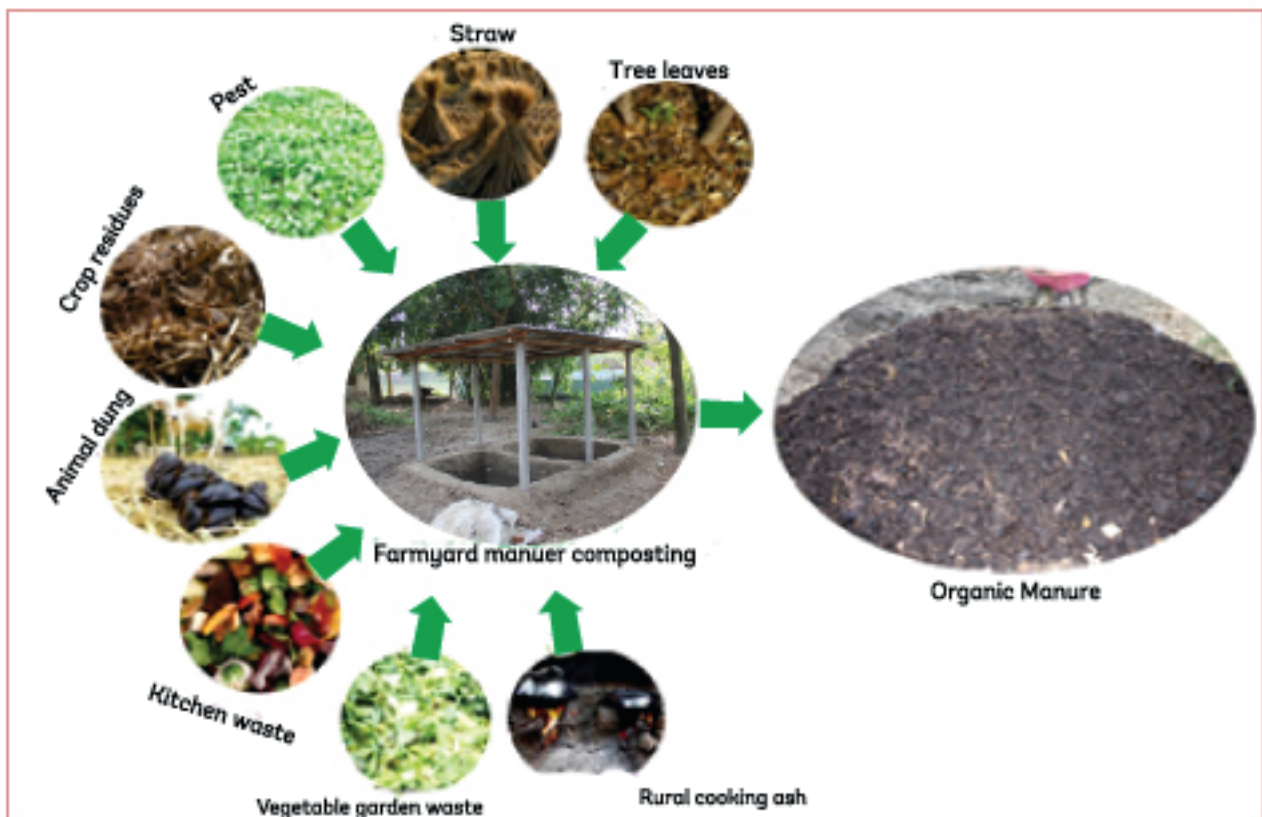 Straw
Tree leaves
Pest
Crop residues
Animal dung
Kitchen waste
Vegetable garden waste
Rural cooking ash
Farmyard manuer composting
Organic Manure